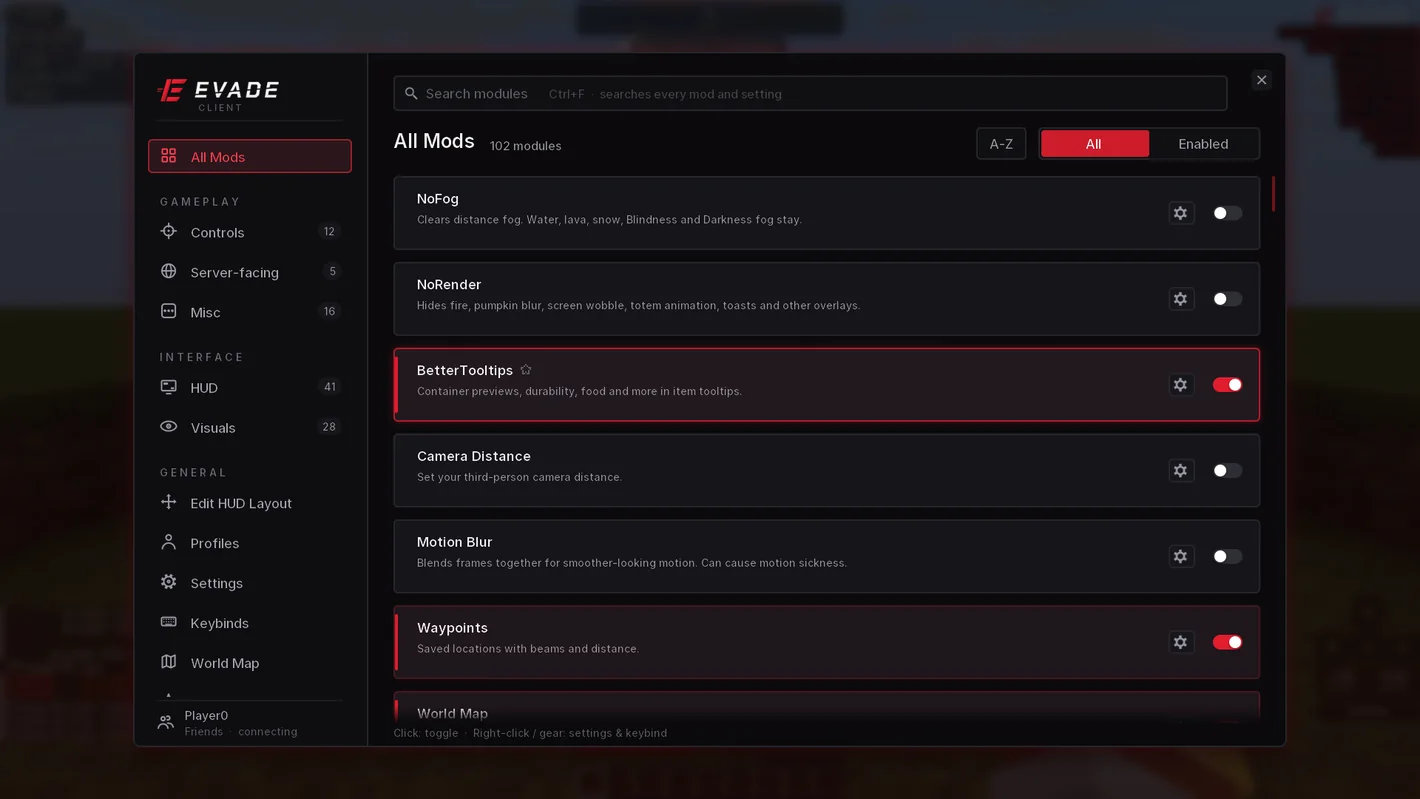 EVADE
CLIENT
All Mods
GAMEPLAY
Controls 12
Server-facing 5
Misc 16
INTERFACE
HUD 41
Visuals 28
GENERAL
Edit HUD Layout
Profiles
Settings
Keybinds
World Map
Player0
Friends · connecting
Search modules Ctrl+F · searches every mod and setting
All Mods 102 modules A-Z All Enabled
NoFog
Clears distance fog. Water, lava, snow, Blindness and Darkness fog stay.
NoRender
Hides fire, pumpkin blur, screen wobble, totem animation, toasts and other overlays.
BetterTooltips
Container previews, durability, food and more in item tooltips.
Camera Distance
Set your third-person camera distance.
Motion Blur
Blends frames together for smoother-looking motion. Can cause motion sickness.
Waypoints
Saved locations with beams and distance.
World Map
Click: toggle · Right-click / gear: settings & keybind